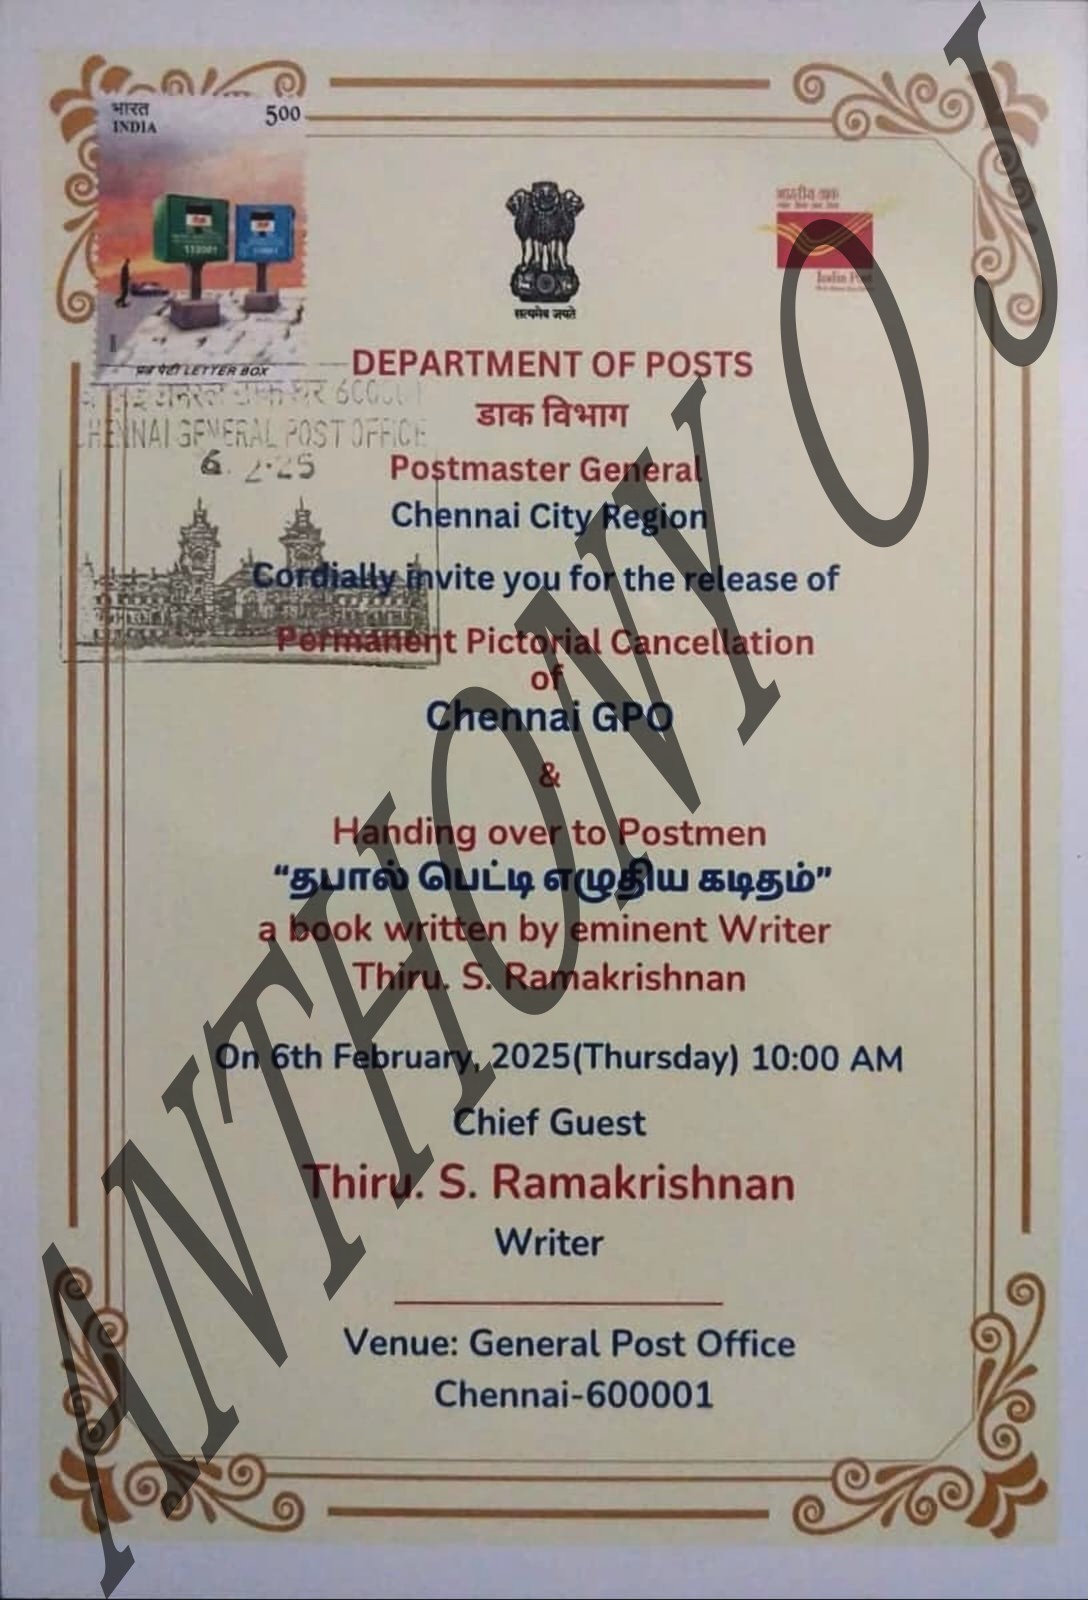 भारत
INDIA
500
पत्र पेटी LETTER BOX
भारतीय डाक
India Post
सत्यमेव जयते
DEPARTMENT OF POSTS
डाक विभाग
600001
CHENNAI GENERAL POST OFFICE
6.2.25
Postmaster General
Chennai City Region
Cordially invite you for the release of
Permanent Pictorial Cancellation
of
Chennai GPO
&
Handing over to Postmen
“தபால் பெட்டி எழுதிய கடிதம்”
a book written by eminent Writer
Thiru. S. Ramakrishnan
On 6th February, 2025(Thursday) 10:00 AM
Chief Guest
Thiru. S. Ramakrishnan
Writer
Venue: General Post Office
Chennai-600001
ANTHONY O J